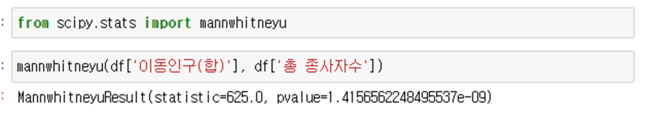 : from scipy.stats import mannwhitneyu
: mannwhitneyu(df['이동인구(합)'], df['총 종사자수'])
: MannwhitneyuResult(statistic=625.0, pvalue=1.4156562248495537e-09)